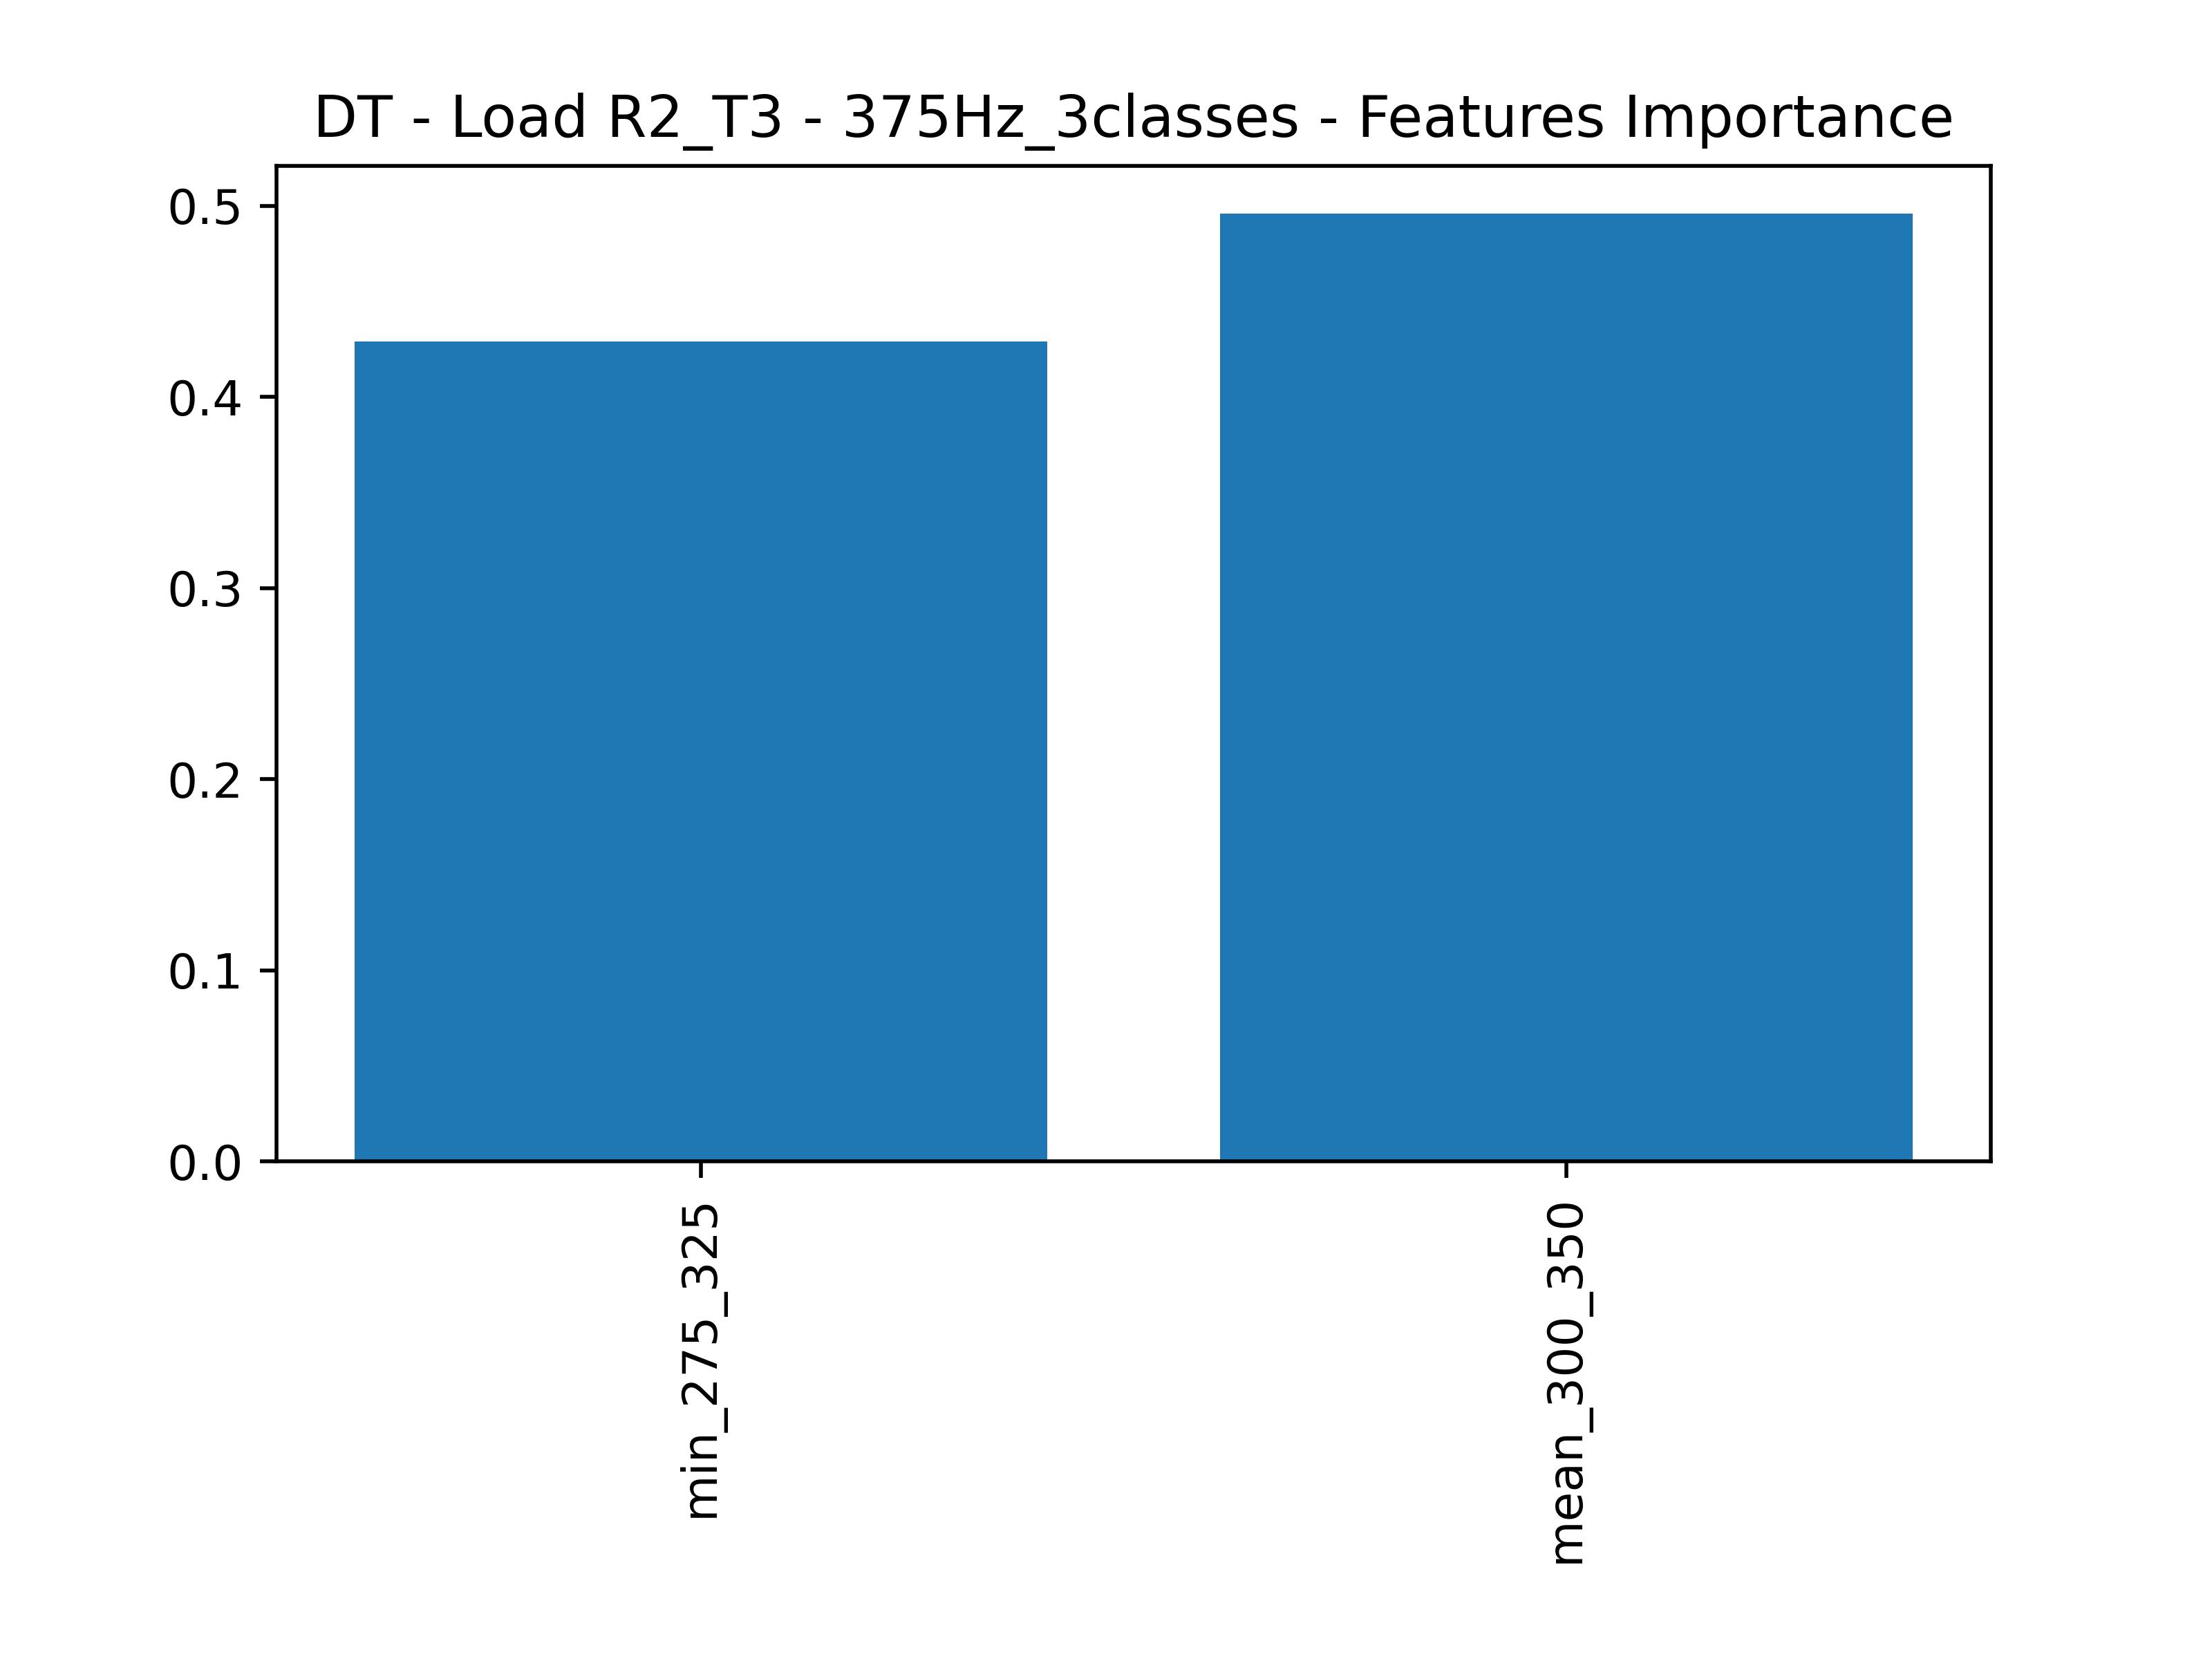 DT - Load R2_T3 - 375Hz_3classes - Features Importance
0.5
0.4
0.3
0.2
0.1
0.0
min_275_325
mean_300_350